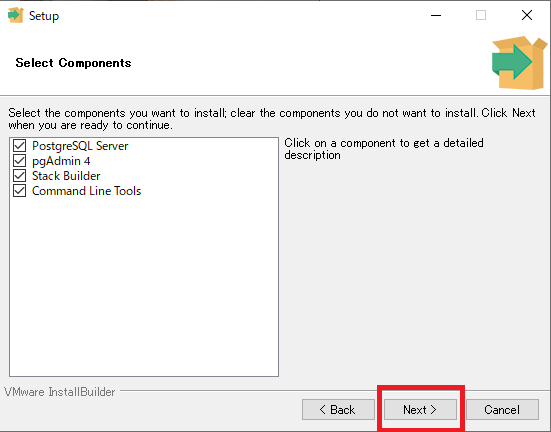 Setup
Select Components
Select the components you want to install; clear the components you do not want to install. Click Next
when you are ready to continue.
PostgreSQL Server
pgAdmin 4
Stack Builder
Command Line Tools
Click on a component to get a detailed
description
VMware InstallBuilder
< Back
Next >
Cancel